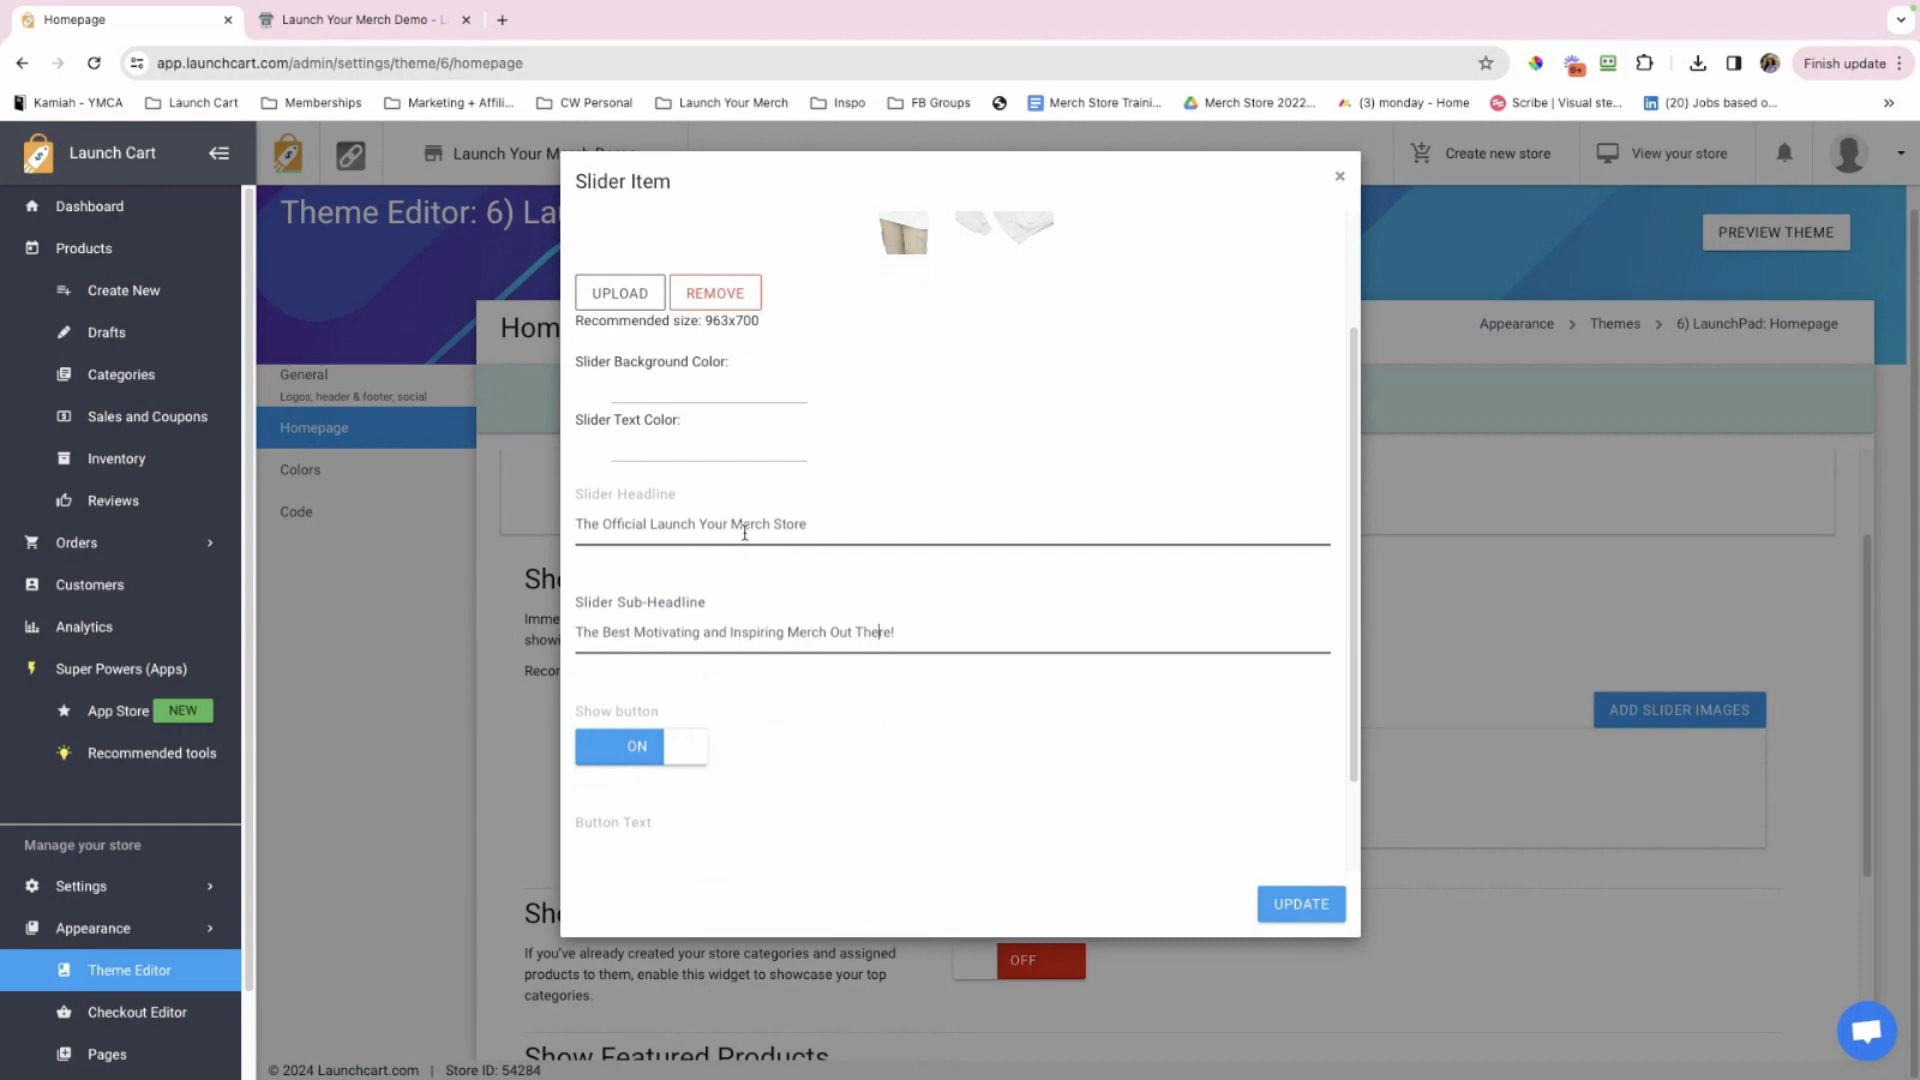 Homepage
Launch Your Merch Demo - L
app.launchcart.com/admin/settings/theme/6/homepage
Finish update
Kamiah - YMCA
Launch Cart
Memberships
Marketing + Affili...
CW Personal
Launch Your Merch
Inspo
FB Groups
Merch Store Traini...
Merch Store 2022...
(3) monday - Home
Scribe | Visual ste...
(20) Jobs based o...
Launch Cart
Launch Your M
Create new store
View your store
Dashboard
Products
Create New
Drafts
Categories
Sales and Coupons
Inventory
Reviews
Orders
Customers
Analytics
Super Powers (Apps)
App Store NEW
Recommended tools
Manage your store
Settings
Appearance
Theme Editor
Checkout Editor
Pages
Theme Editor: 6) La
PREVIEW THEME
Hom
Appearance > Themes > 6) LaunchPad: Homepage
General
Logos, header & footer, social
Homepage
Colors
Code
Slider Item
UPLOAD
REMOVE
Recommended size: 963x700
Slider Background Color:
Slider Text Color:
Slider Headline
The Official Launch Your Merch Store
Slider Sub-Headline
The Best Motivating and Inspiring Merch Out There!
Show button
ON
Button Text
UPDATE
Sho
Imme
showi
Recor
ADD SLIDER IMAGES
Sho
If you've already created your store categories and assigned
products to them, enable this widget to showcase your top
categories.
OFF
Show Featured Products
© 2024 Launchcart.com | Store ID: 54284